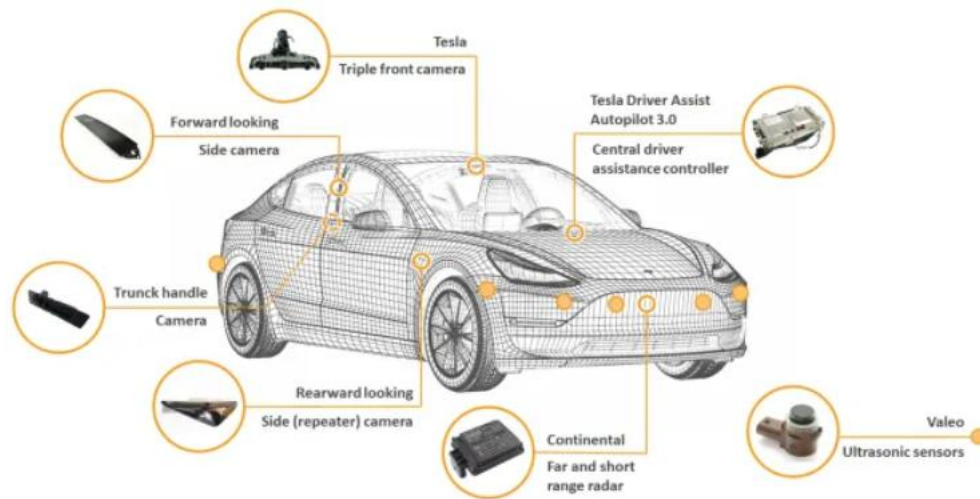 Tesla
Triple front camera
Tesla Driver Assist
Autopilot 3.0
Central driver
assistance controller
Forward looking
Side camera
Trunck handle
Camera
Rearward looking
Side (repeater) camera
Continental
Far and short
range radar
Valeo
Ultrasonic sensors